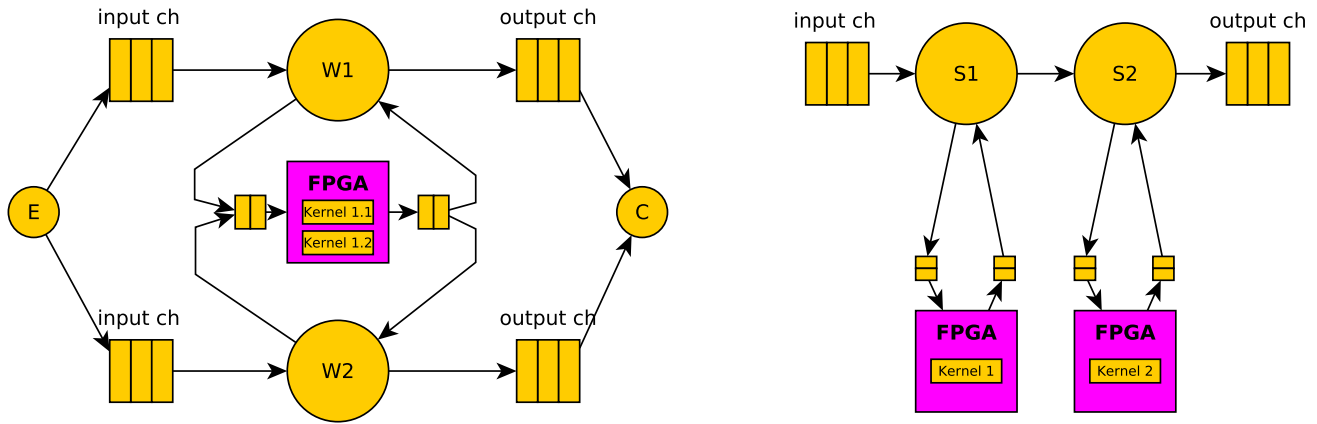 input ch
output ch
W1
E
FPGA
Kernel 1.1
Kernel 1.2
C
input ch
output ch
W2
input ch
output ch
S1
S2
FPGA
Kernel 1
FPGA
Kernel 2